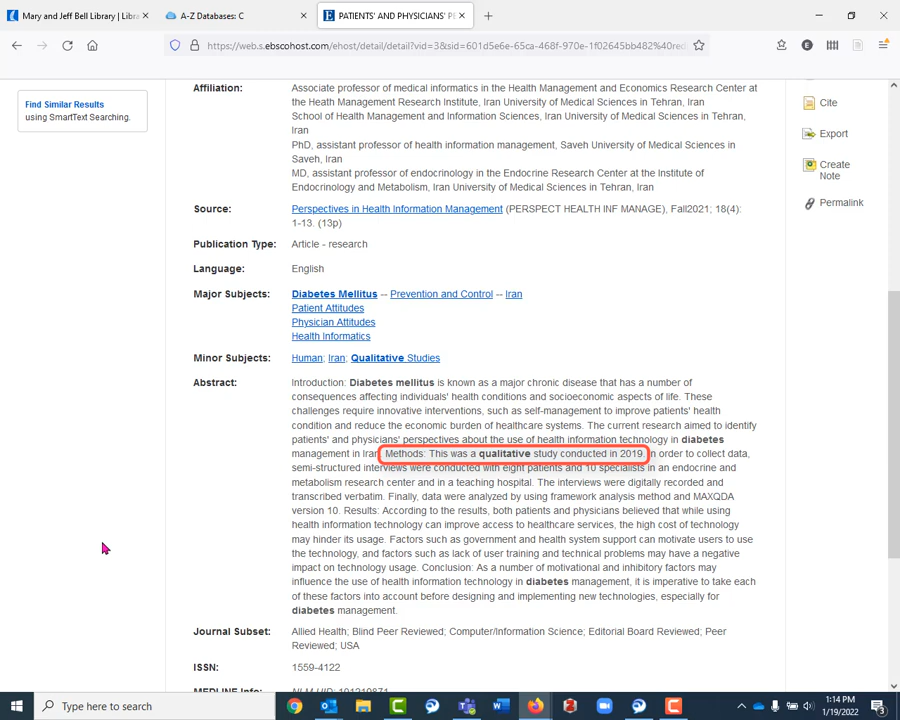 Mary and Jeff Bell Library | Libra
A-Z Databases: C
PATIENTS' AND PHYSICIANS' PE
https://web.s.ebscohost.com/ehost/detail/detail?vid=3&sid=601d5e6e-65ca-468f-970e-1f02645bb482%40red
Find Similar Results
using SmartText Searching.
Affiliation:
Associate professor of medical informatics in the Health Management and Economics Research Center at
the Heath Management Research Institute, Iran University of Medical Sciences in Tehran, Iran
School of Health Management and Information Sciences, Iran University of Medical Sciences in Tehran,
Iran
PhD, assistant professor of health information management, Saveh University of Medical Sciences in
Saveh, Iran
MD, assistant professor of endocrinology in the Endocrine Research Center at the Institute of
Endocrinology and Metabolism, Iran University of Medical Sciences in Tehran, Iran
Source:
Perspectives in Health Information Management (PERSPECT HEALTH INF MANAGE), Fall2021; 18(4):
1-13. (13p)
Publication Type:
Article - research
Language:
English
Major Subjects:
Diabetes Mellitus -- Prevention and Control -- Iran
Patient Attitudes
Physician Attitudes
Health Informatics
Minor Subjects:
Human; Iran; Qualitative Studies
Abstract:
Introduction: Diabetes mellitus is known as a major chronic disease that has a number of
consequences affecting individuals' health conditions and socioeconomic aspects of life. These
challenges require innovative interventions, such as self-management to improve patients' health
condition and reduce the economic burden of healthcare systems. The current research aimed to identify
patients' and physicians' perspectives about the use of health information technology in diabetes
management in Iran. Methods: This was a qualitative study conducted in 2019. In order to collect data,
semi-structured interviews were conducted with eight patients and 10 specialists in an endocrine and
metabolism research center and in a teaching hospital. The interviews were digitally recorded and
transcribed verbatim. Finally, data were analyzed by using framework analysis method and MAXQDA
version 10. Results: According to the results, both patients and physicians believed that while using
health information technology can improve access to healthcare services, the high cost of technology
may hinder its usage. Factors such as government and health system support can motivate users to use
the technology, and factors such as lack of user training and technical problems may have a negative
impact on technology usage. Conclusion: As a number of motivational and inhibitory factors may
influence the use of health information technology in diabetes management, it is imperative to take each
of these factors into account before designing and implementing new technologies, especially for
diabetes management.
Journal Subset:
Allied Health; Blind Peer Reviewed; Computer/Information Science; Editorial Board Reviewed; Peer
Reviewed; USA
ISSN:
1559-4122
MEDLINE Info:
NLM UID: 101219871
Cite
Export
Create
Note
Permalink
Type here to search
1:14 PM
1/19/2022
3